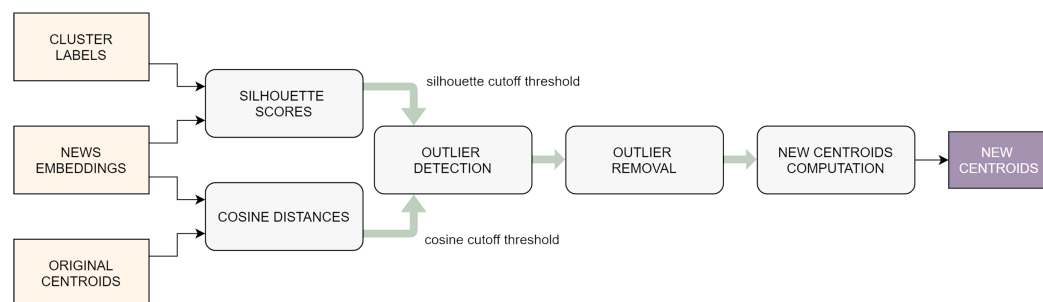 CLUSTER
LABELS
NEWS
EMBEDDINGS
ORIGINAL
CENTROIDS
SILHOUETTE
SCORES
COSINE DISTANCES
silhouette cutoff threshold
cosine cutoff threshold
OUTLIER
DETECTION
OUTLIER
REMOVAL
NEW CENTROIDS
COMPUTATION
NEW
CENTROIDS